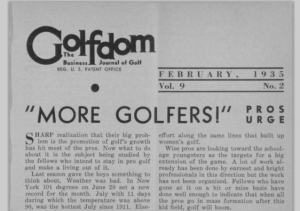 Golfdom
The Business Journal of Golf
REG. U. S. PATENT OFFICE
FEBRUARY, 1935
Vol. 9 No. 2
"MORE GOLFERS!" PROS
URGE
SHARP realization that their big prob-
lem is the promotion of golf's growth
has hit most of the pros. Now what to do
about it is the subject being studied by
the fellows who intend to stay in pro golf
and make a living out of it.
Last season gave the boys something to
think about. Weather was bad. In New
York 101 degrees on June 29 set a new
record for the month. July with 11 days
during which the temperature was above
90, was the hottest July since 1911. Else-
effort along the same lines that built up
women's golf.
Wise pros are looking toward the school-
age youngsters as the targets for a big
extension of the game. A lot of work al-
ready has been done by earnest and bright
professionals in this direction but the work
has not been organized. Fellows who have
gone at it on a hit or miss basis have
done well enough to indicate that when all
the pros go in mass formation after this
kid field, golf will boom.